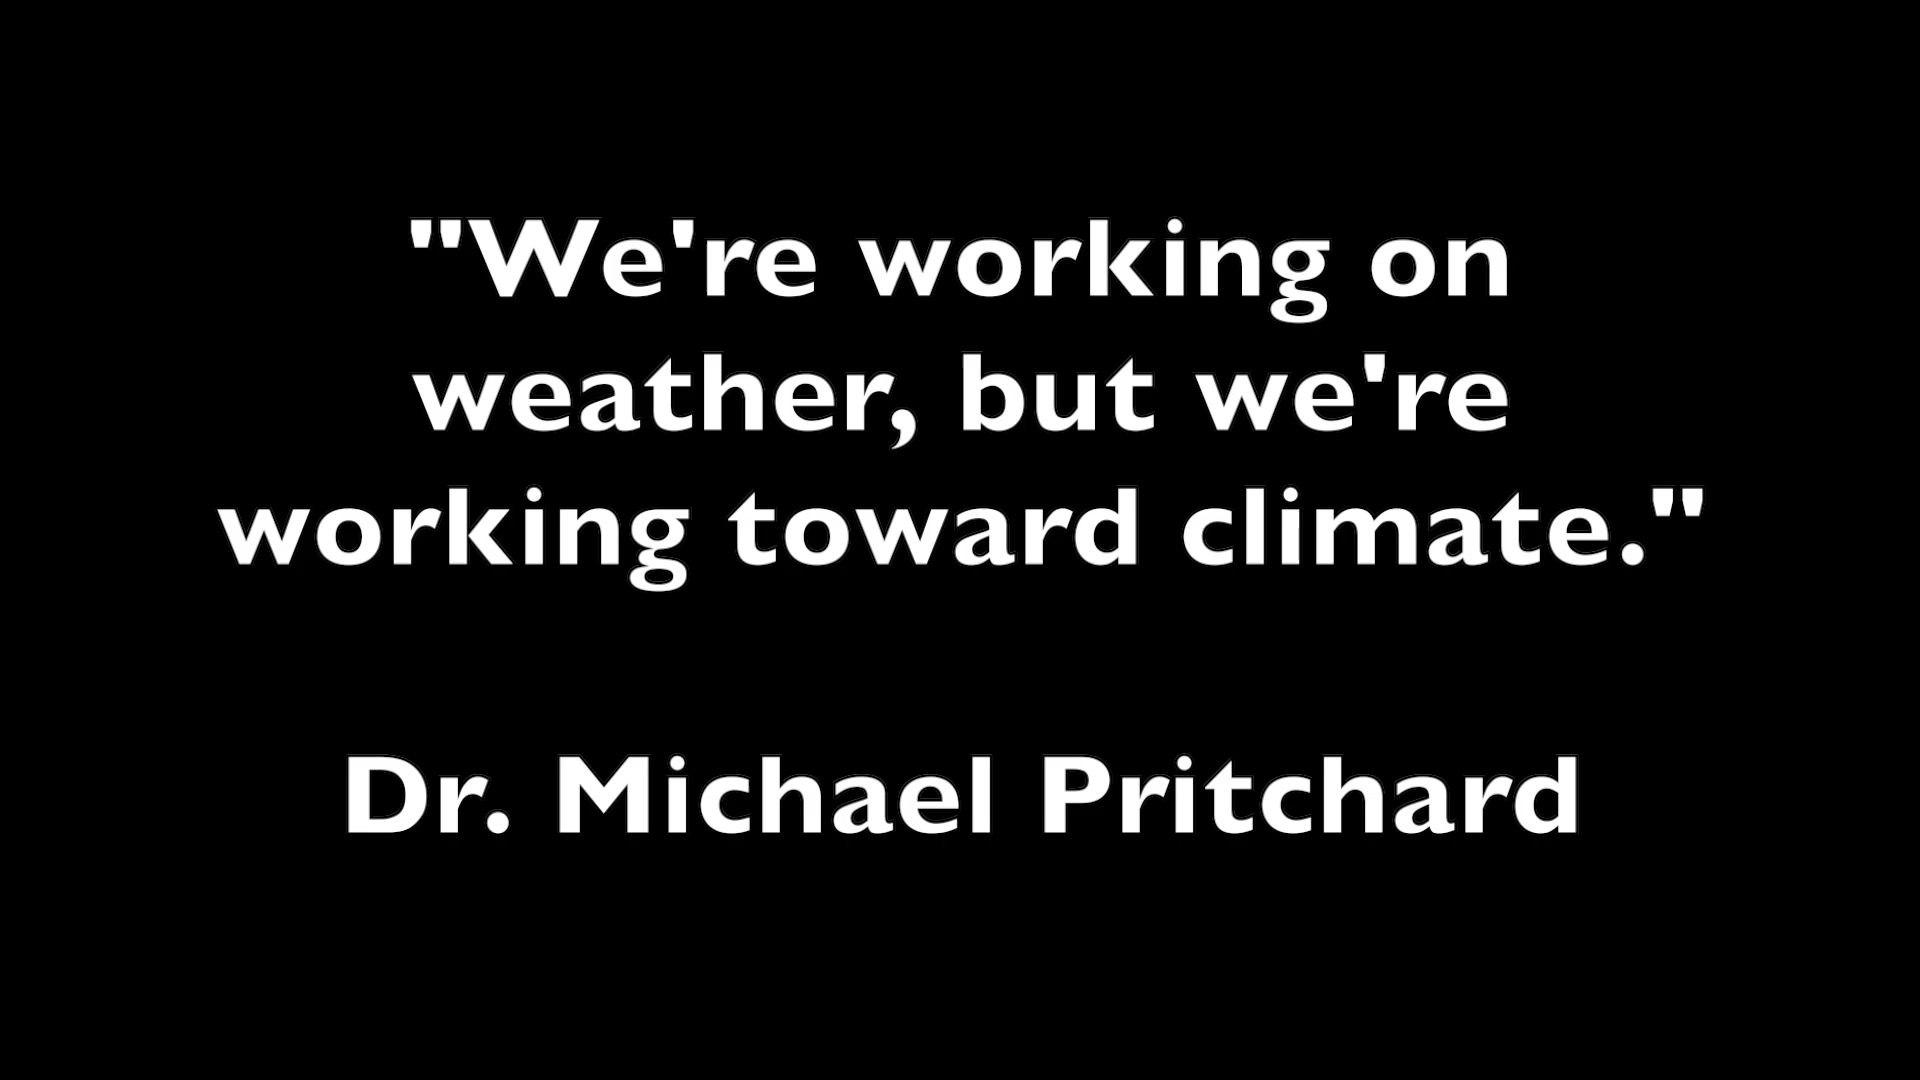 "We're working on
weather, but we're
working toward climate."
Dr. Michael Pritchard